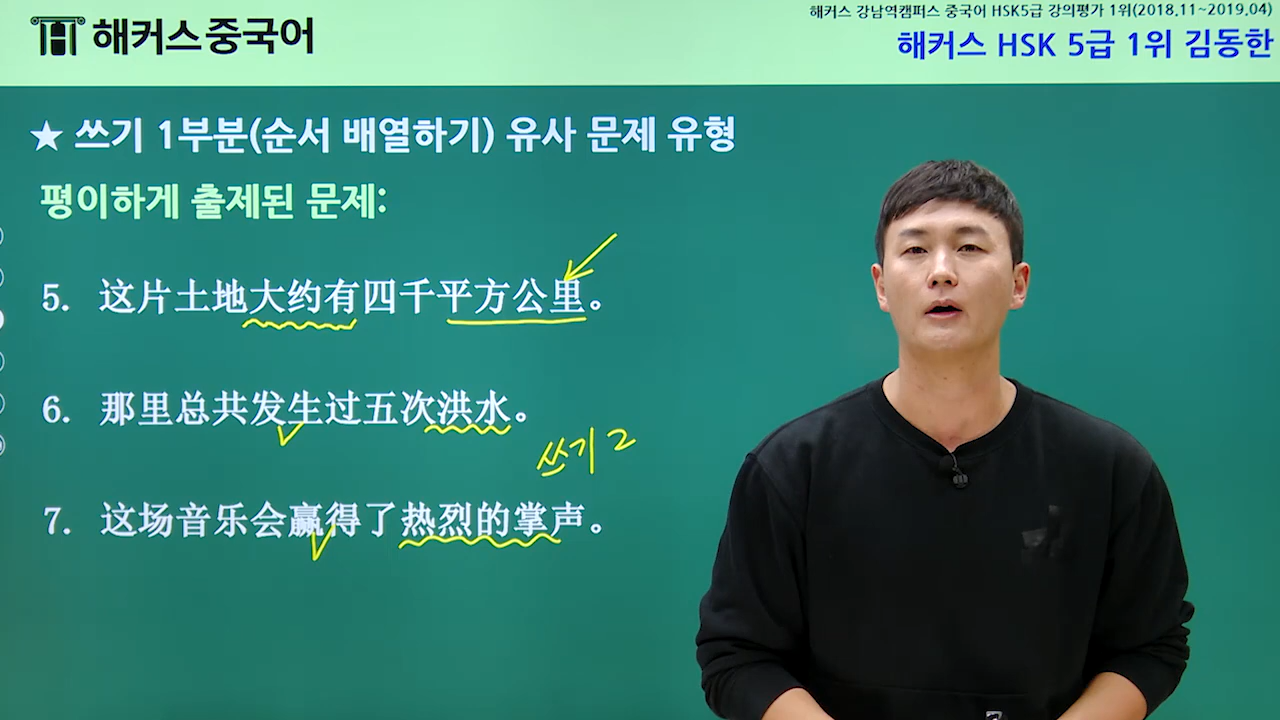 해커스중국어
해커스 강남역캠퍼스 중국어 HSK5급 강의평가 1위(2018.11~2019.04)
해커스 HSK 5급 1위 김동한
★ 쓰기 1부분(순서 배열하기) 유사 문제 유형
평이하게 출제된 문제:
5. 这片土地大约有四千平方公里。
6. 那里总共发生过五次洪水。
쓰기 2
7. 这场音乐会赢得了热烈的掌声。